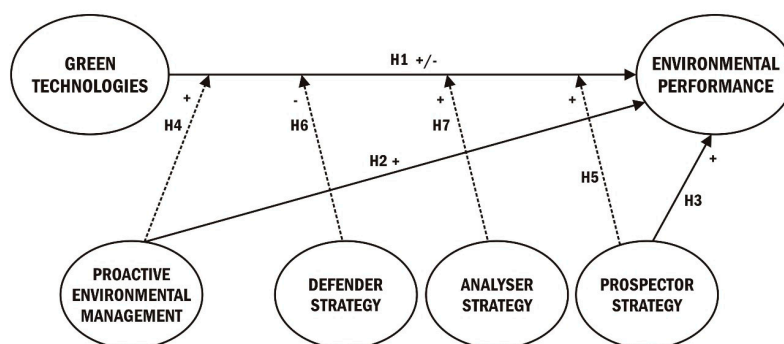 GREEN
TECHNOLOGIES
H1 +/-
ENVIRONMENTAL
PERFORMANCE
+
H4
-
H6
+
H7
+
H5
H2 +
+
H3
PROACTIVE
ENVIRONMENTAL
MANAGEMENT
DEFENDER
STRATEGY
ANALYSER
STRATEGY
PROSPECTOR
STRATEGY